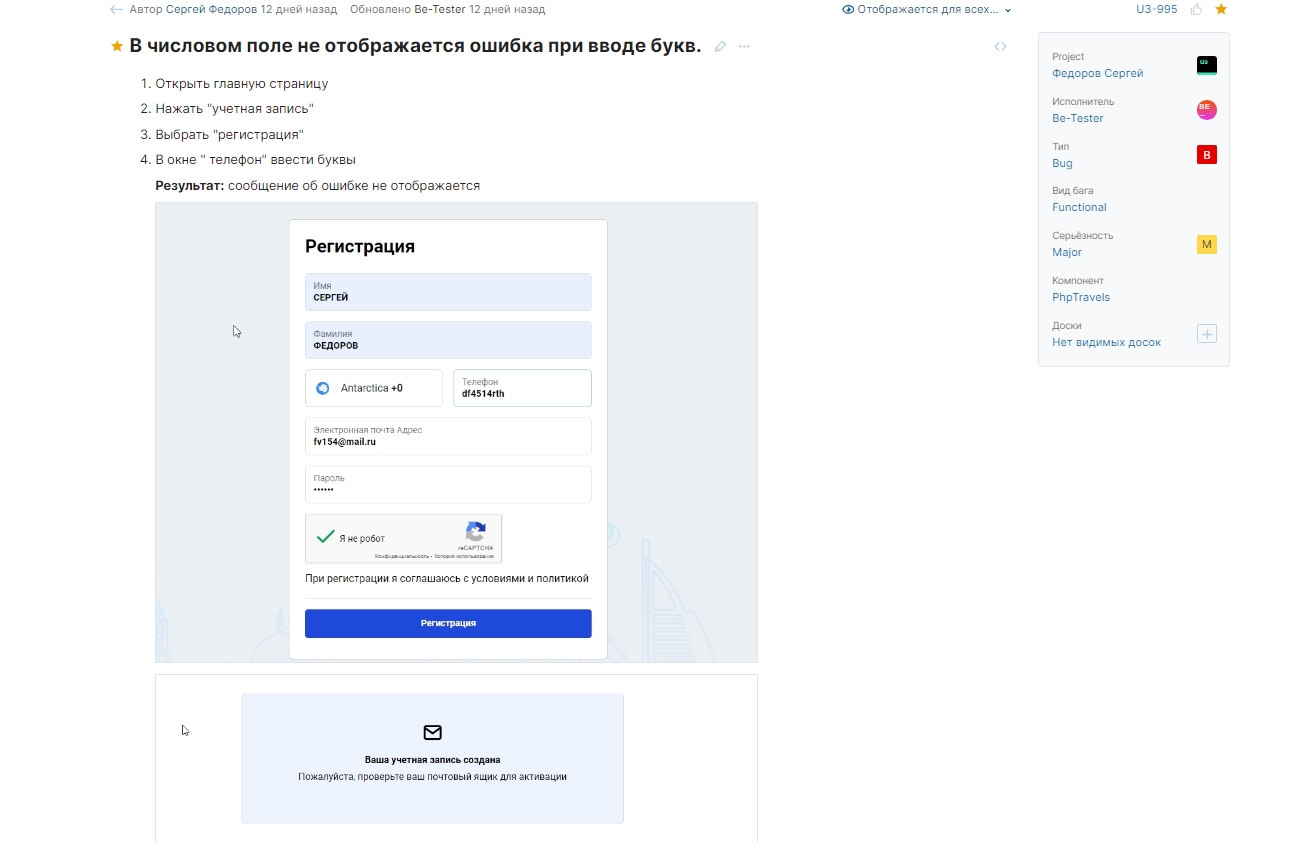 Автор Сергей Федоров 12 дней назад Обновлено Be-Tester 12 дней назад
Отображается для всех...
U3-995
В числовом поле не отображается ошибка при вводе букв.
1. Открыть главную страницу
2. Нажать "учетная запись"
3. Выбрать "регистрация"
4. В окне " телефон" ввести буквы
Результат: сообщение об ошибке не отображается
Регистрация
Имя
СЕРГЕЙ
Фамилия
ФЕДОРОВ
Antarctica +0
Телефон
df4514rth
Электронная почта Адрес
fv154@mail.ru
Пароль
••••••
Я не робот
reCAPTCHA
Конфиденциальность - Условия использования
При регистрации я соглашаюсь с условиями и политикой
Регистрация
Ваша учетная запись создана
Пожалуйста, проверьте ваш почтовый ящик для активации
Project
Федоров Сергей
U3
Исполнитель
Be-Tester
BE
Тип
Bug
B
Вид бага
Functional
Серьёзность
Major
M
Компонент
PhpTravels
Доски
Нет видимых досок